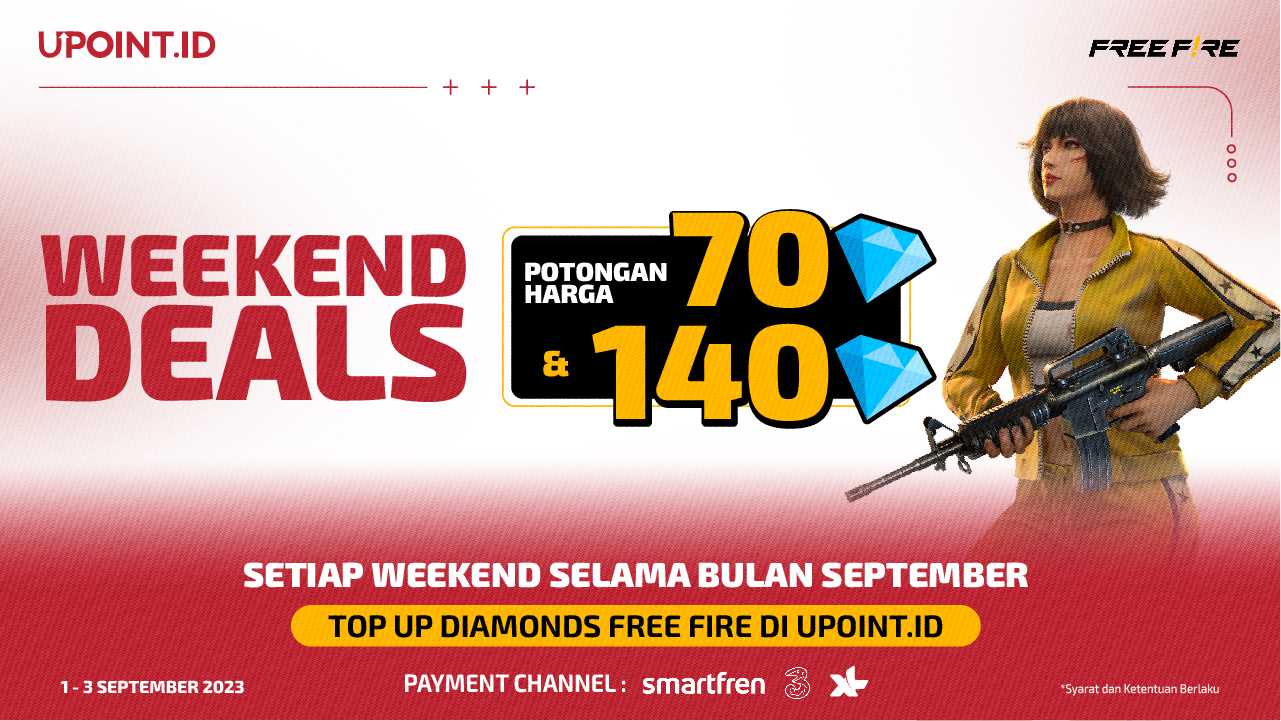 UPOINT.ID
FREE FIRE
WEEKEND
DEALS
POTONGAN
HARGA
70
& 140
SETIAP WEEKEND SELAMA BULAN SEPTEMBER
TOP UP DIAMONDS FREE FIRE DI UPOINT.ID
1 - 3 SEPTEMBER 2023
PAYMENT CHANNEL : smartfren 3 XL
*Syarat dan Ketentuan Berlaku